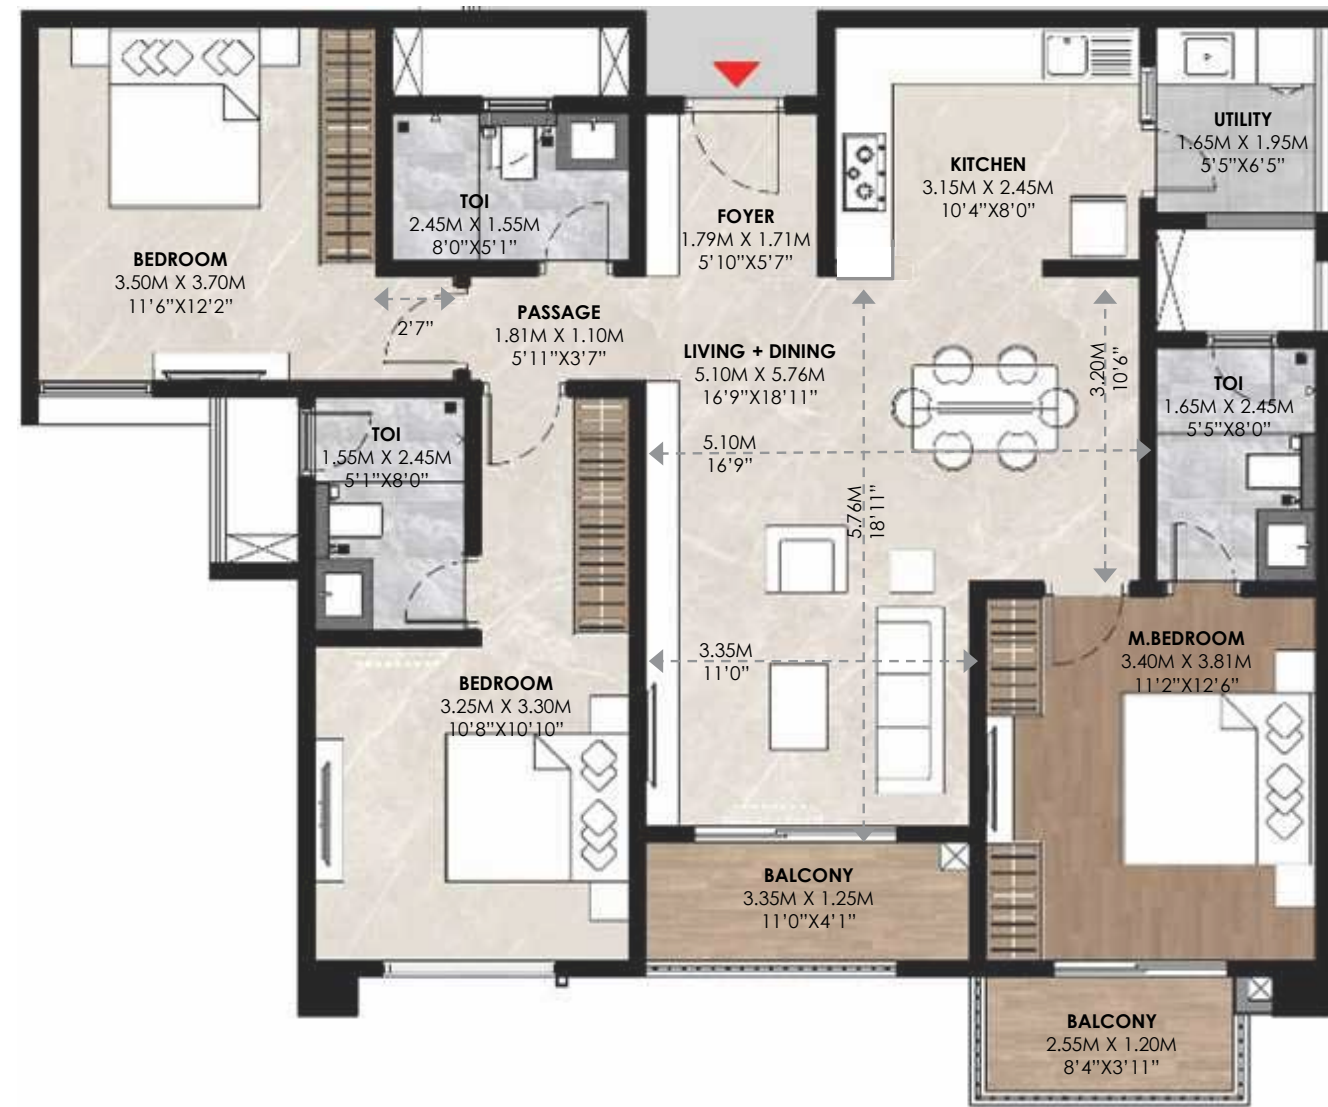 UTILITY
1.65M X 1.95M
5'5"X6'5"
KITCHEN
3.15M X 2.45M
10'4"X8'0"
TOI
2.45M X 1.55M
8'0"X5'1"
FOYER
1.79M X 1.71M
5'10"X5'7"
BEDROOM
3.50M X 3.70M
11'6"X12'2"
2'7"
PASSAGE
1.81M X 1.10M
5'11"X3'7"
LIVING + DINING
5.10M X 5.76M
16'9"X18'11"
3.20M
10'6"
TOI
1.65M X 2.45M
5'5"X8'0"
TOI
1.55M X 2.45M
5'1"X8'0"
5.10M
16'9"
5.76M
18'11"
3.35M
11'0"
M.BEDROOM
3.40M X 3.81M
11'2"X12'6"
BEDROOM
3.25M X 3.30M
10'8"X10'10"
BALCONY
3.35M X 1.25M
11'0"X4'1"
BALCONY
2.55M X 1.20M
8'4"X3'11"